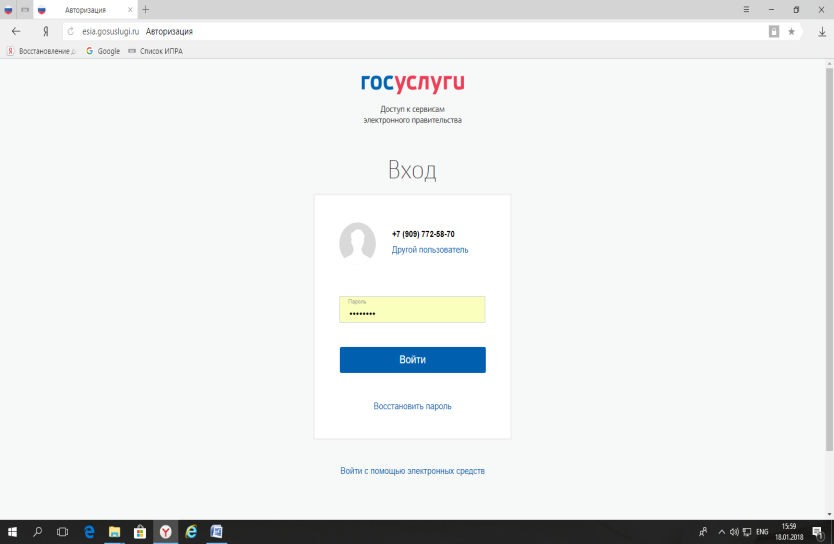 Авторизация
esia.gosuslugi.ru Авторизация
Восстановление
Google
Список ИПРА
госуслуги
Доступ к сервисам
электронного правительства
Вход
+7 (909) 772-58-70
Другой пользователь
Пароль
••••••••
Войти
Восстановить пароль
Войти с помощью электронных средств
ENG
15:59
18.01.2018